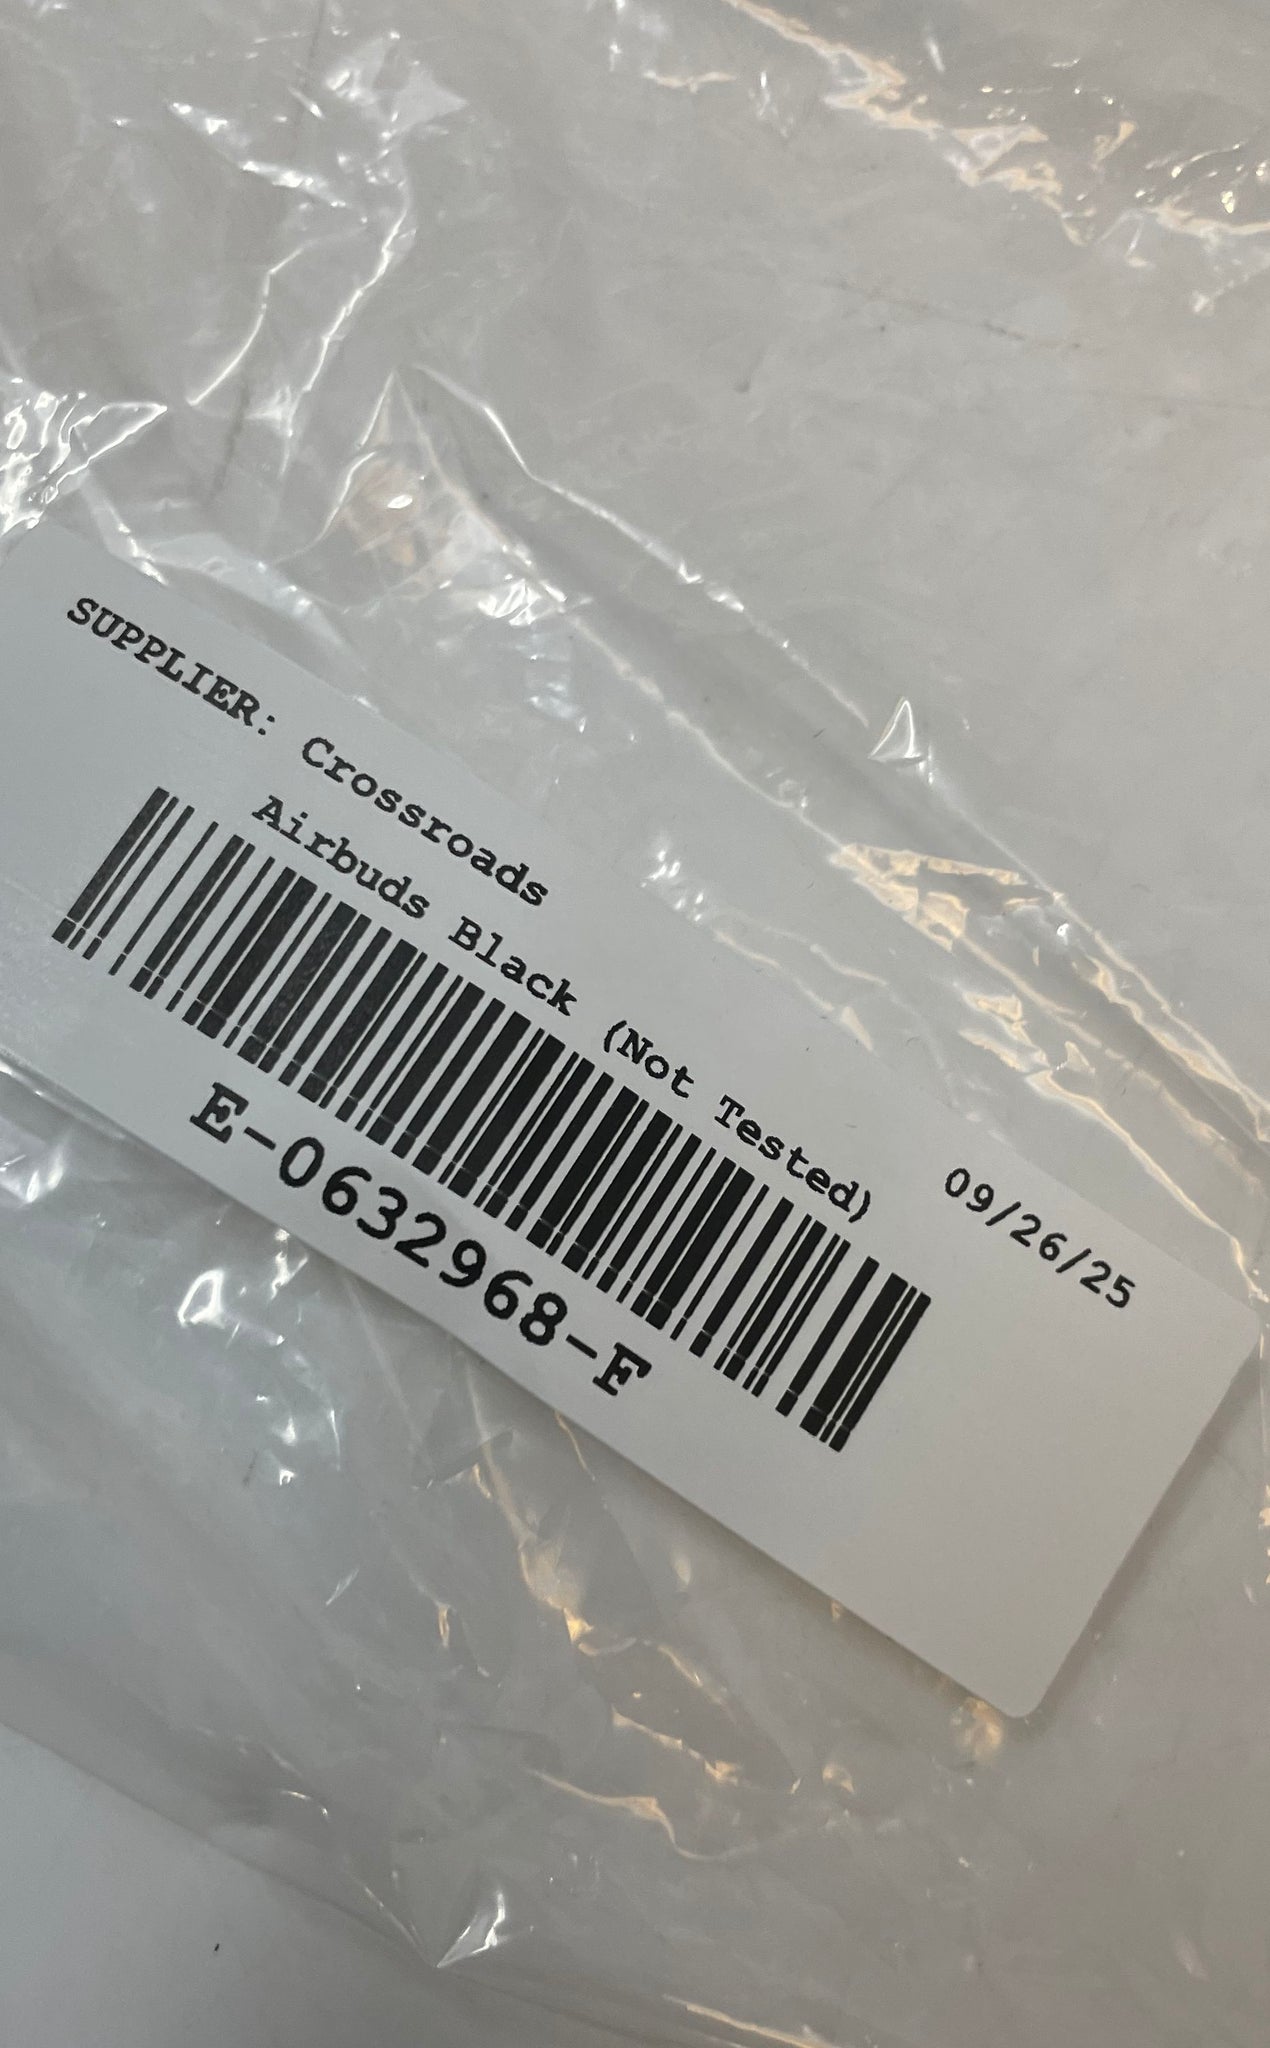 SUPPLIER: Crossroads
09/26/25
Airbuds Black (Not Tested)
E-0632968-F